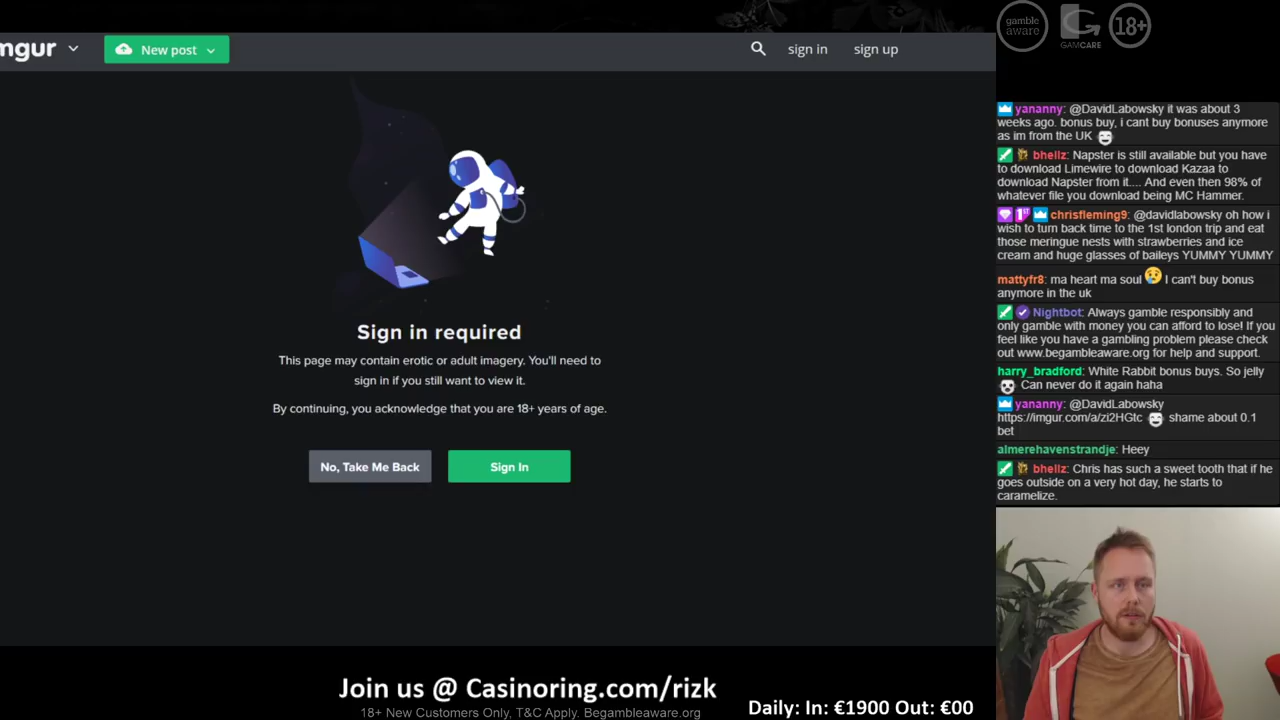 mgur
New post
sign in
sign up
Sign in required
This page may contain erotic or adult imagery. You'll need to
sign in if you still want to view it.
By continuing, you acknowledge that you are 18+ years of age.
No, Take Me Back
Sign In
Join us @ Casinoring.com/rizk
18+ New Customers Only, T&C Apply. Begambleaware.org
Daily: In: €1900 Out: €00
gamble
aware
GAMCARE
18+
yananny: @DavidLabowsky it was about 3
weeks ago. bonus buy, i cant buy bonuses anymore
as im from the UK
bhellz: Napster is still available but you have
to download Limewire to download Kazaa to
download Napster from it.... And even then 98% of
whatever file you download being MC Hammer.
1ST chrisfleming9: @davidlabowsky oh how i
wish to turn back time to the 1st london trip and eat
those meringue nests with strawberries and ice
cream and huge glasses of baileys YUMMY YUMMY
mattyfr8: ma heart ma soul I can't buy bonus
anymore in the uk
Nightbot: Always gamble responsibly and
only gamble with money you can afford to lose! If you
feel like you have a gambling problem please check
out www.begambleaware.org for help and support.
harry_bradford: White Rabbit bonus buys. So jelly
Can never do it again haha
yananny: @DavidLabowsky
https://imgur.com/a/zi2HGtc shame about 0.1
bet
almerehavenstrandje: Heey
bhellz: Chris has such a sweet tooth that if he
goes outside on a very hot day, he starts to
caramelize.